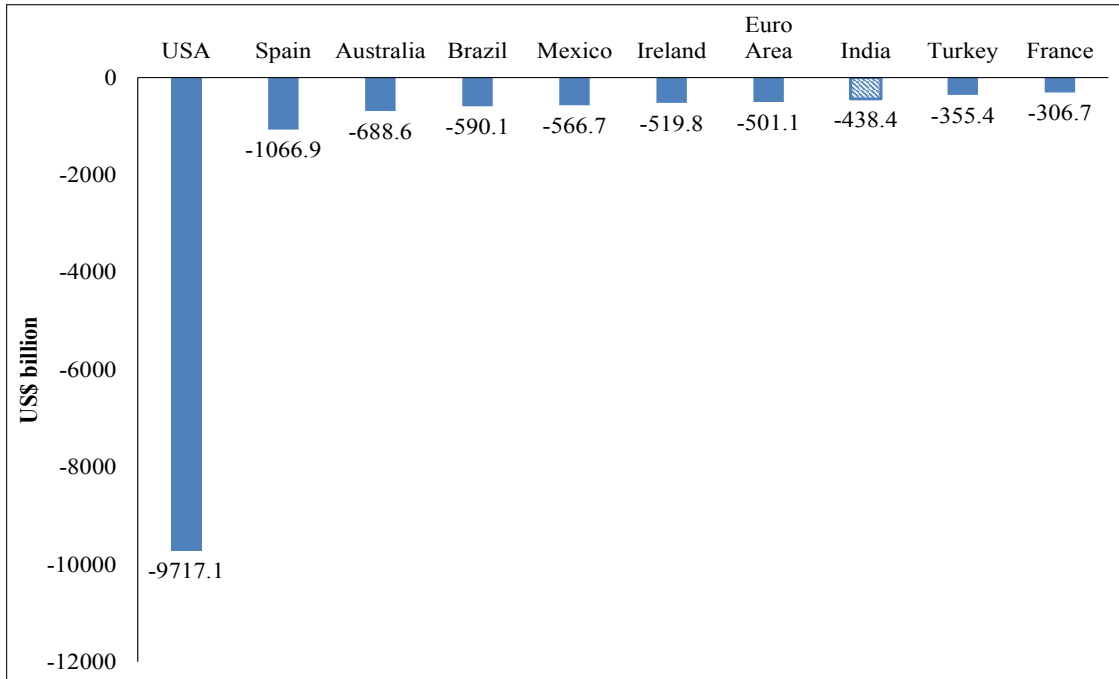 Euro
USA Spain Australia Brazil Mexico Ireland Area India Turkey France
0
-438.4 -355.4 -306.7
-688.6 -590.1 -566.7 -519.8 -501.1
-1066.9
-2000
-4000
-6000
US$ billion
-8000
-10000
-9717.1
-12000